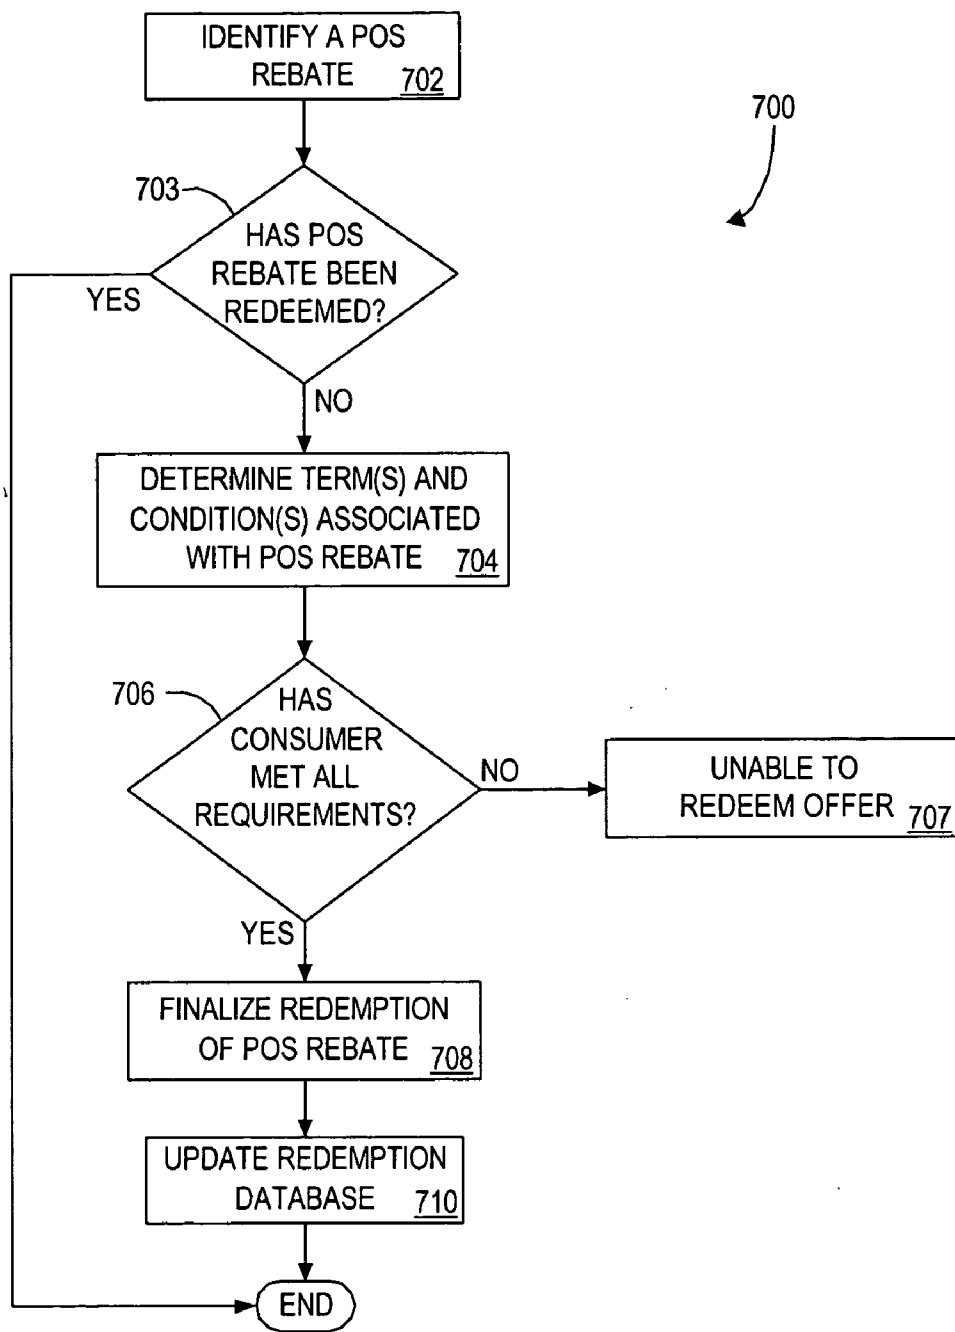 IDENTIFY A POS
REBATE 702
700
703
HAS POS
REBATE BEEN
REDEEMED?
YES
NO
DETERMINE TERM(S) AND
CONDITION(S) ASSOCIATED
WITH POS REBATE 704
706
HAS
CONSUMER
MET ALL
REQUIREMENTS?
NO
UNABLE TO
REDEEM OFFER 707
YES
FINALIZE REDEMPTION
OF POS REBATE 708
UPDATE REDEMPTION
DATABASE 710
END